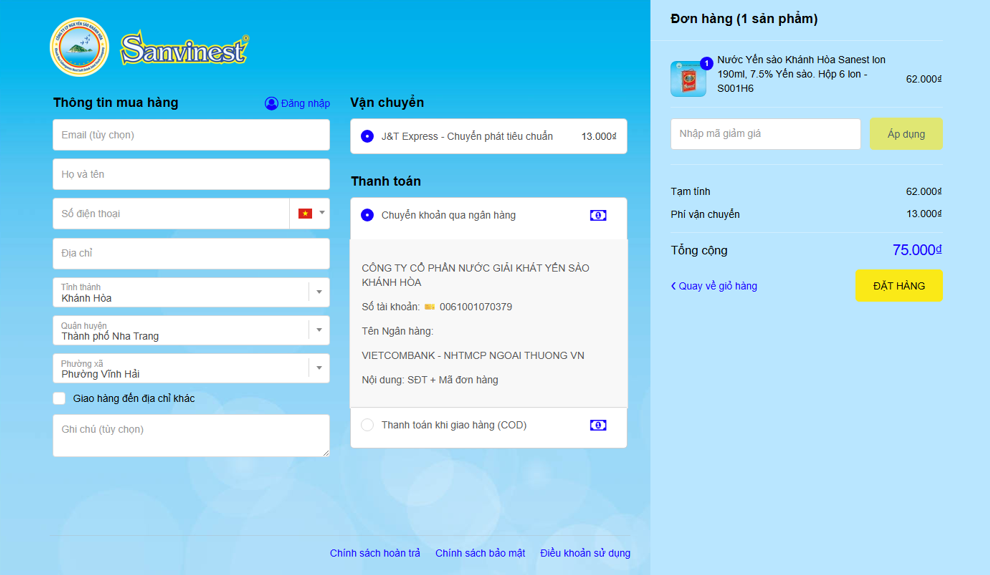 Sanvinest
Thông tin mua hàng
Đăng nhập
Email (tùy chọn)
Họ và tên
Số điện thoại
Địa chỉ
Tỉnh thành
Khánh Hòa
Quận huyện
Thành phố Nha Trang
Phường xã
Phường Vĩnh Hải
Giao hàng đến địa chỉ khác
Ghi chú (tùy chọn)
Vận chuyển
J&T Express - Chuyển phát tiêu chuẩn 13.000₫
Thanh toán
Chuyển khoản qua ngân hàng
CÔNG TY CỔ PHẦN NƯỚC GIẢI KHÁT YẾN SÀO
KHÁNH HÒA
Số tài khoản: 🎫 0061001070379
Tên Ngân hàng:
VIETCOMBANK - NHTMCP NGOAI THUONG VN
Nội dung: SĐT + Mã đơn hàng
Thanh toán khi giao hàng (COD)
Chính sách hoàn trả Chính sách bảo mật Điều khoản sử dụng
Đơn hàng (1 sản phẩm)
1
Nước Yến sào Khánh Hòa Sanest lon
190ml, 7.5% Yến sào. Hộp 6 lon -
S001H6
62.000₫
Nhập mã giảm giá
Áp dụng
Tạm tính 62.000₫
Phí vận chuyển 13.000₫
Tổng cộng 75.000₫
❮ Quay về giỏ hàng
ĐẶT HÀNG